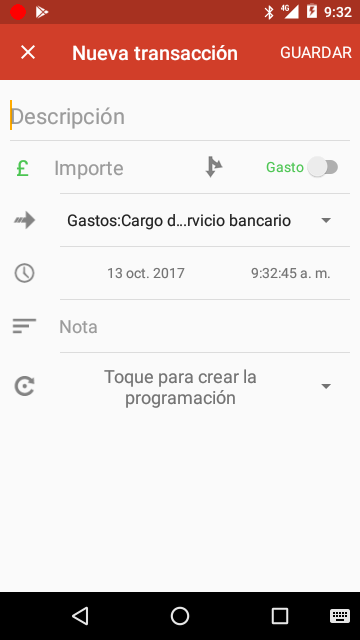 4G 9:32
Nueva transacción GUARDAR
Descripción
£ Importe Gasto
Gastos:Cargo d...rvicio bancario
13 oct. 2017 9:32:45 a. m.
Nota
Toque para crear la
programación